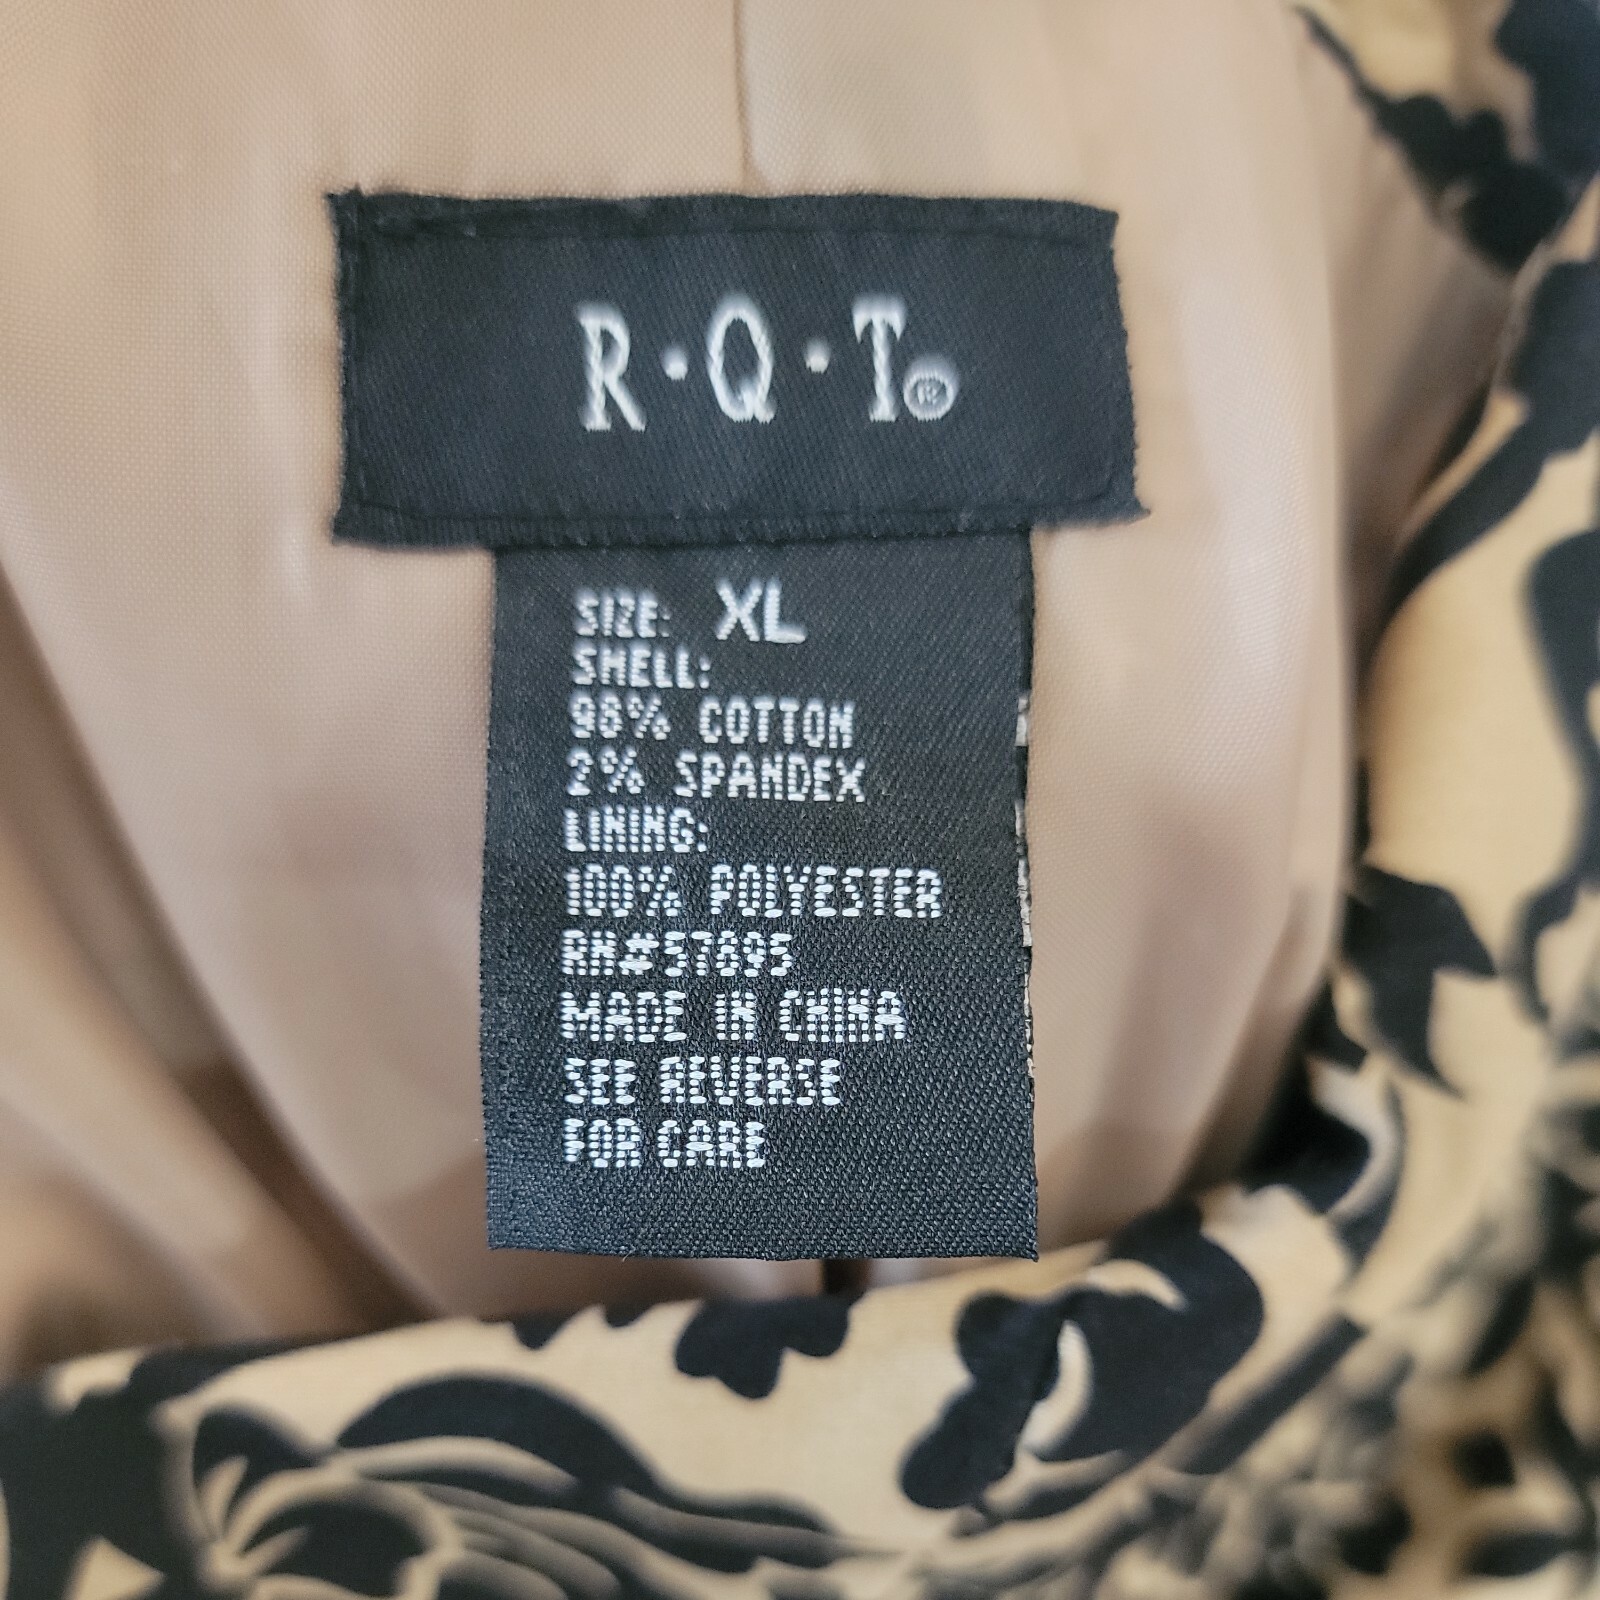 R·Q·T®
SIZE: XL
SHELL:
98% COTTON
2% SPANDEX
LINING:
100% POLYESTER
RN#57895
MADE IN CHINA
SEE REVERSE
FOR CARE